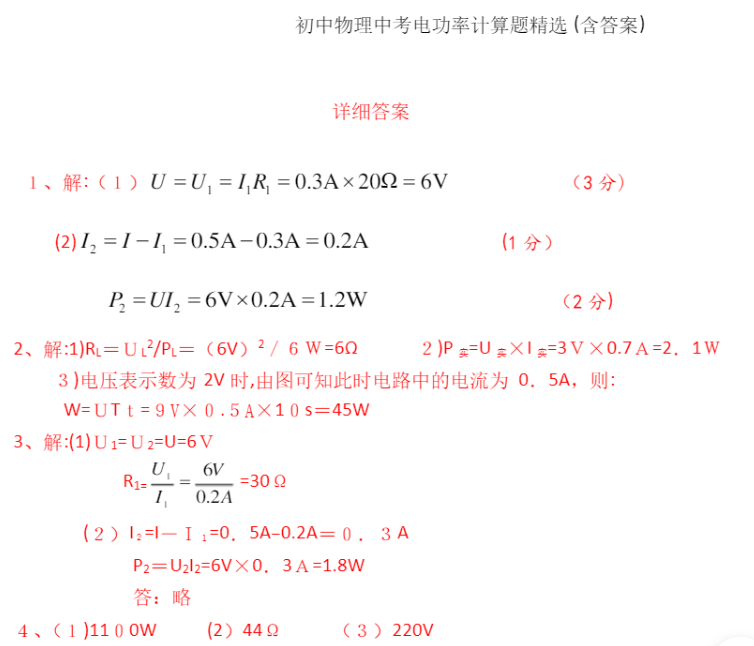 初中物理中考电功率计算题精选(含答案)
详细答案
1、解:(1) U=U₁=I₁R₁=0.3A×20Ω=6V (3分)
(2) I₂=I-I₁=0.5A-0.3A=0.2A (1分)
P₂=UI₂=6V×0.2A=1.2W (2分)
2、解:1)R_L=U_L²/P_L=(6V)²/6W=6Ω 2)P实=U实×I实=3V×0.7A=2.1W
3)电压表示数为2V时,由图可知此时电路中的电流为 0.5A,则:
W=UTt=9V×0.5A×10s=45W
3、解:(1)U₁=U₂=U=6V
R₁=U₁/I₁=6V/0.2A=30Ω
(2)I₂=I-I₁=0.5A-0.2A=0.3A
P₂=U₂I₂=6V×0.3A=1.8W
答:略
4、(1)1100W (2)44Ω (3)220V